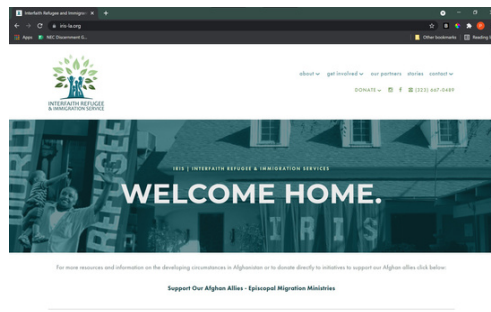 Interfaith Refugee and Immigra
iris-la.org
Apps
NEC Discernment G...
Other bookmarks
Reading l
INTERFAITH REFUGEE
& IMMIGRATION SERVICE
about
get involved
our partners
stories
contact
DONATE
(323) 667-0489
IRIS | INTERFAITH REFUGEE & IMMIGRATION SERVICES
WELCOME HOME.
REFUGEE
IRIS
For more resources and information on the developing circumstances in Afghanistan or to donate directly to initiatives to support our Afghan allies click below:
Support Our Afghan Allies - Episcopal Migration Ministries